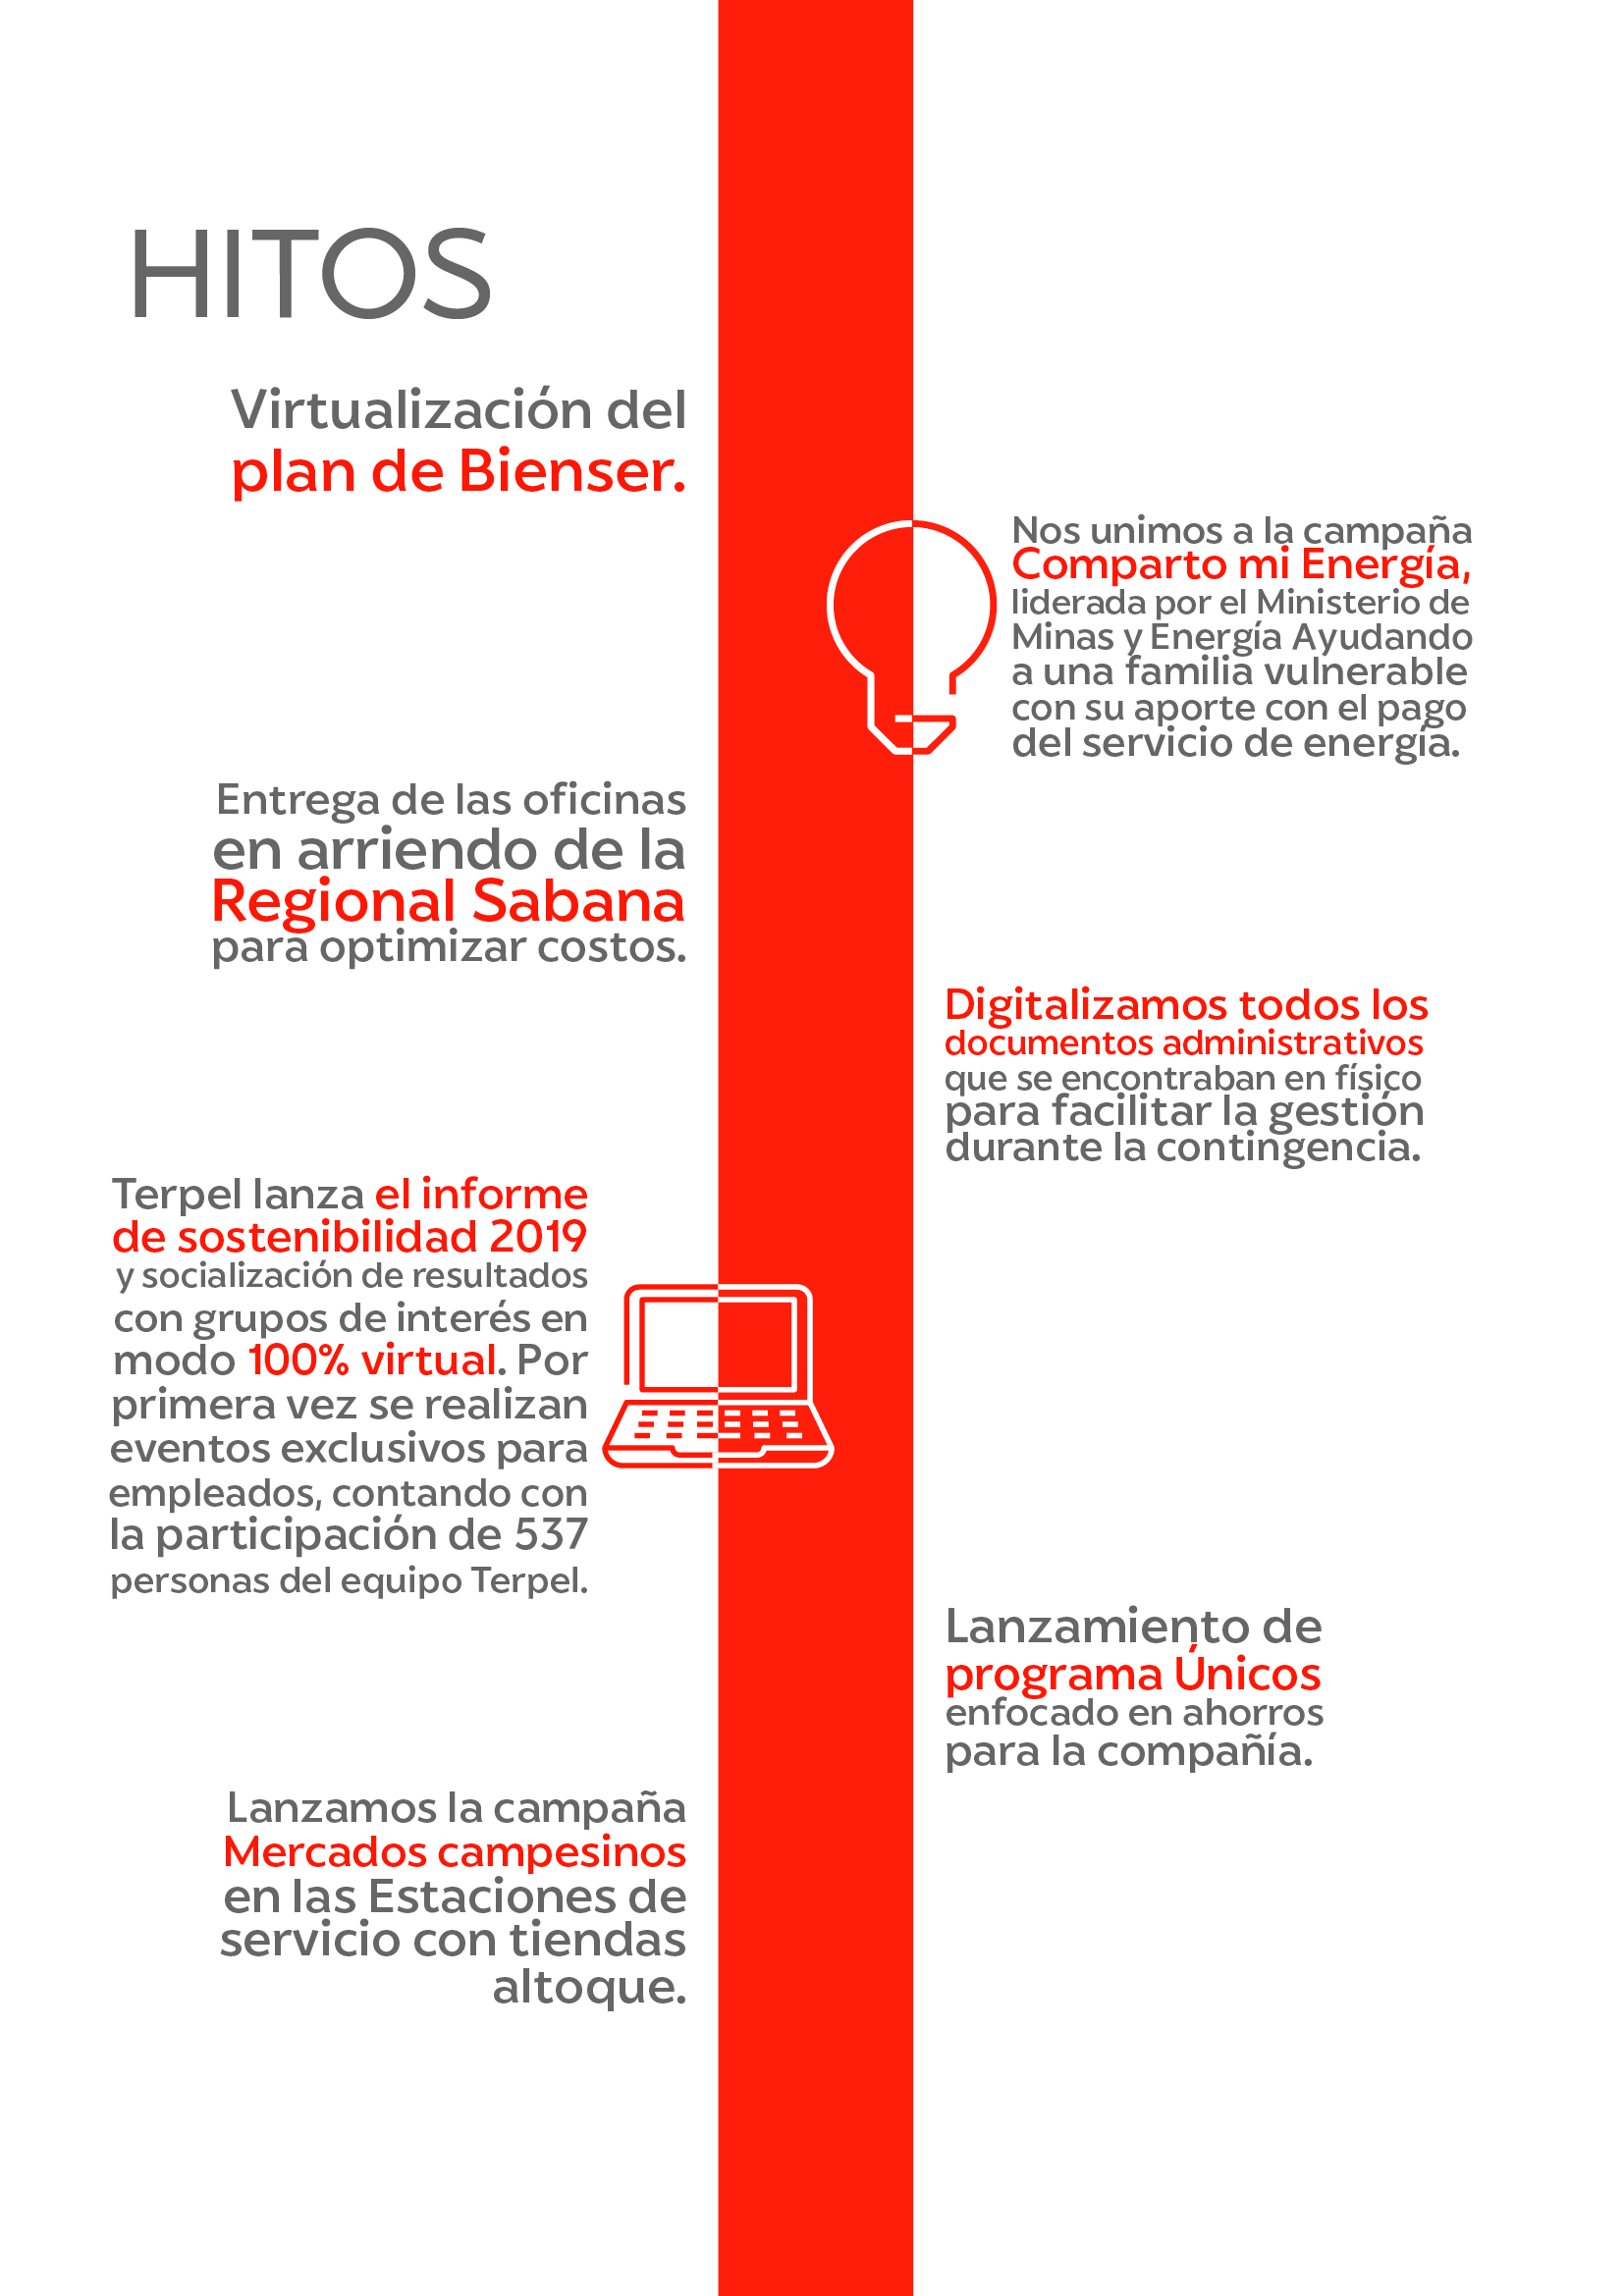 HITOS
Virtualización del
plan de Bienser.
Nos unimos a la campaña
Comparto mi Energía,
liderada por el Ministerio de
Minas y Energía Ayudando
a una familia vulnerable
con su aporte con el pago
del servicio de energía.
Entrega de las oficinas
en arriendo de la
Regional Sabana
para optimizar costos.
Digitalizamos todos los
documentos administrativos
que se encontraban en físico
para facilitar la gestión
durante la contingencia.
Terpel lanza el informe
de sostenibilidad 2019
y socialización de resultados
con grupos de interés en
modo 100% virtual. Por
primera vez se realizan
eventos exclusivos para
empleados, contando con
la participación de 537
personas del equipo Terpel.
Lanzamiento de
programa Únicos
enfocado en ahorros
para la compañía.
Lanzamos la campaña
Mercados campesinos
en las Estaciones de
servicio con tiendas
altoque.